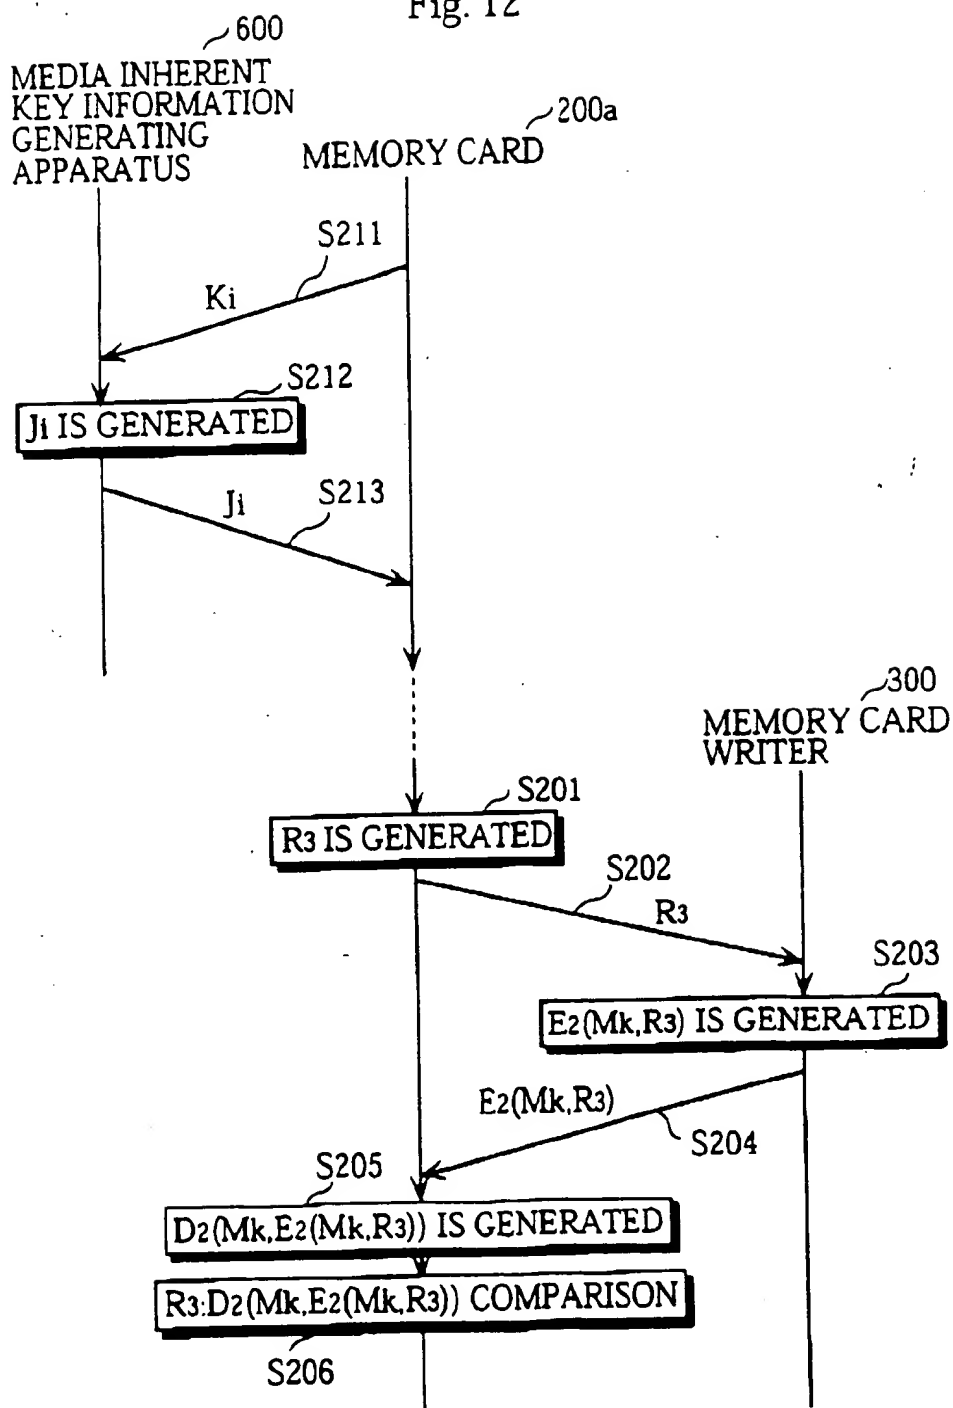 Fig. 12
600
MEDIA INHERENT
KEY INFORMATION
GENERATING
APPARATUS
200a
MEMORY CARD
S211
Ki
S212
Ji IS GENERATED
Ji
S213
300
MEMORY CARD
WRITER
S201
R3 IS GENERATED
S202
R3
S203
E2(Mk,R3) IS GENERATED
E2(Mk,R3)
S204
S205
D2(Mk,E2(Mk,R3)) IS GENERATED
R3:D2(Mk,E2(Mk,R3)) COMPARISON
S206